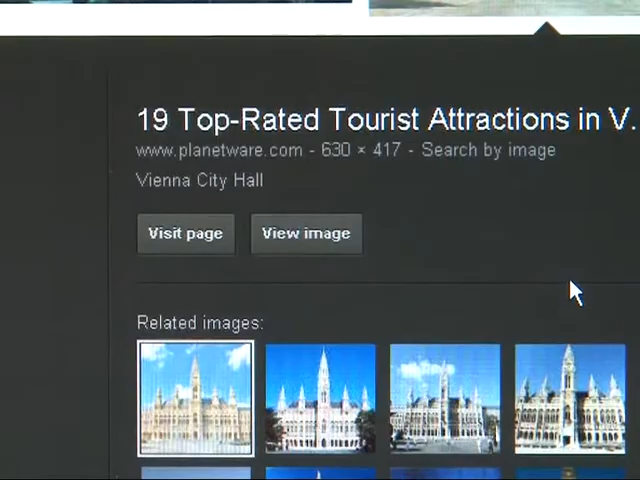 19 Top-Rated Tourist Attractions in V...
www.planetware.com - 630 × 417 - Search by image
Vienna City Hall
Visit page
View image
Related images: